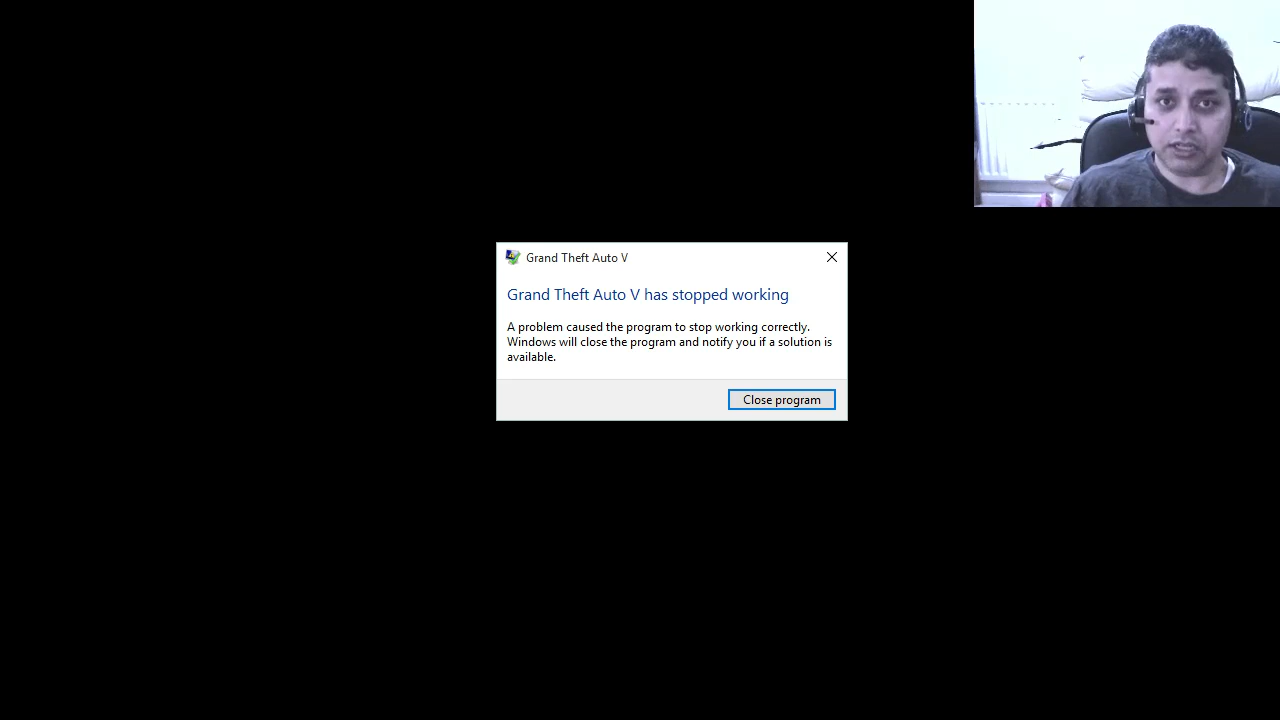 Grand Theft Auto V
Grand Theft Auto V has stopped working
A problem caused the program to stop working correctly.
Windows will close the program and notify you if a solution is
available.
Close program